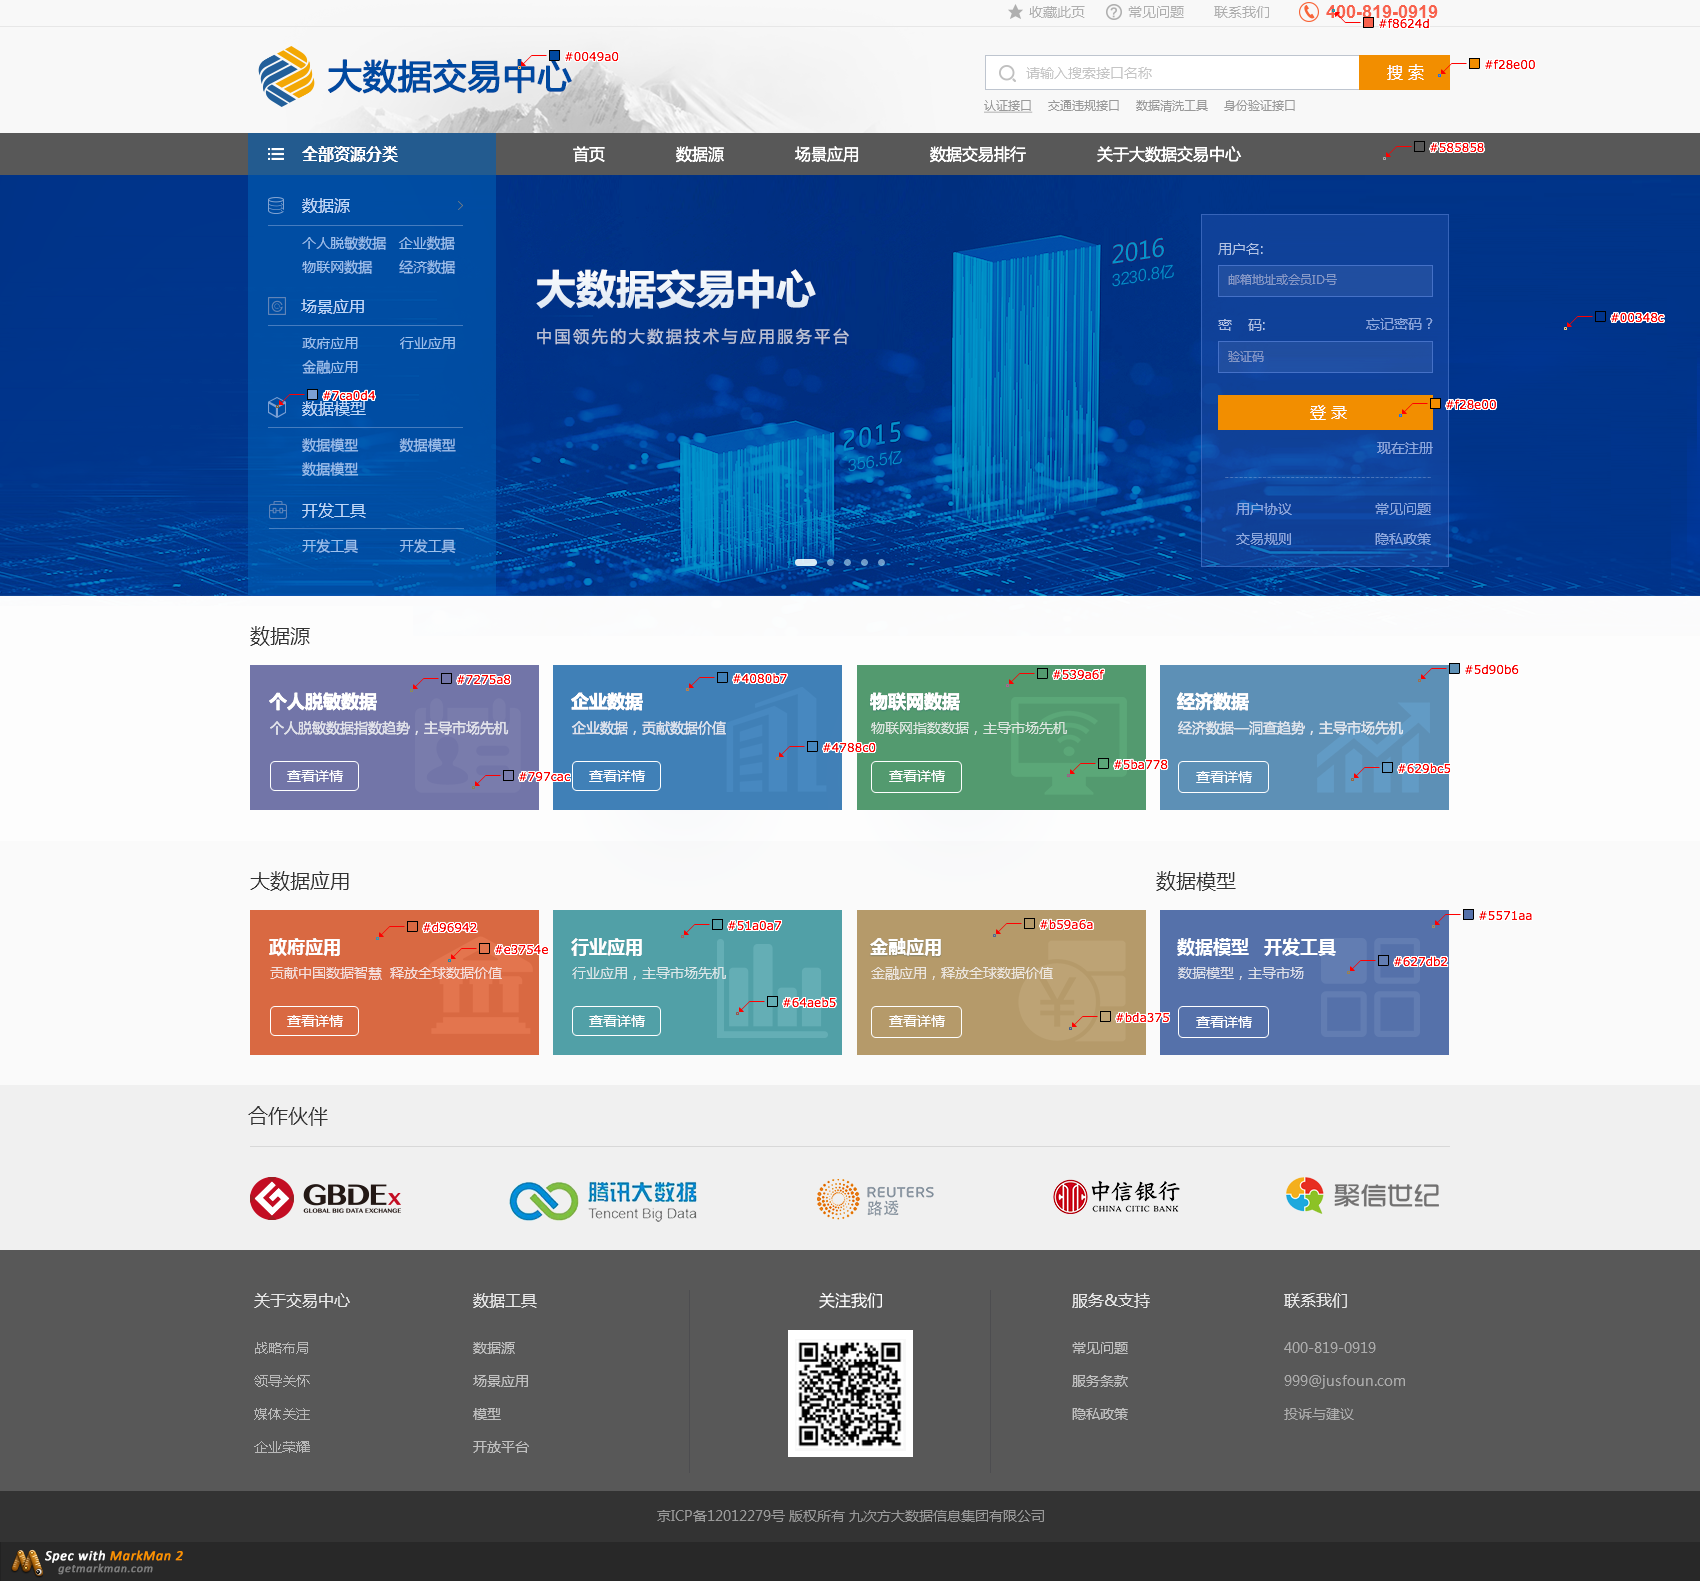 收藏此页 常见问题 联系我们 400-819-0919
#f8624d
大数据交易中心 #0049a0
请输入搜索接口名称 搜 索 #f28e00
认证接口 交通违规接口 数据清洗工具 身份验证接口
全部资源分类 首页 数据源 场景应用 数据交易排行 关于大数据交易中心 #585858
数据源
个人脱敏数据 企业数据
物联网数据 经济数据
场景应用
政府应用 行业应用
金融应用
#7ca0d4
数据模型
数据模型 数据模型
数据模型
开发工具
开发工具 开发工具
大数据交易中心
中国领先的大数据技术与应用服务平台
2016
3230.8亿
2015
356.5亿
用户名:
邮箱地址或会员ID号
密 码: 忘记密码？
验证码
登 录 #f28e00
现在注册
用户协议 常见问题
交易规则 隐私政策
#00348c
数据源
#7275a8
个人脱敏数据
个人脱敏数据指数趋势，主导市场先机
查看详情 #797cac
#4080b7
企业数据
企业数据，贡献数据价值
#4788c0
查看详情
#539a6f
物联网数据
物联网指数数据，主导市场先机
查看详情 #5ba778
#5d90b6
经济数据
经济数据—洞查趋势，主导市场先机
查看详情 #629bc5
大数据应用 数据模型
#d96942
政府应用 #e3754e
贡献中国数据智慧 释放全球数据价值
查看详情
#51a0a7
行业应用
行业应用，主导市场先机
#64aeb5
查看详情
#b59a6a
金融应用
金融应用，释放全球数据价值
查看详情 #bda375
#5571aa
数据模型 开发工具
#627db2
数据模型，主导市场
查看详情
合作伙伴
GBDEx
GLOBAL BIG DATA EXCHANGE
腾讯大数据
Tencent Big Data
REUTERS
路透
中信银行
CHINA CITIC BANK
聚信世纪
关于交易中心 数据工具 关注我们 服务&支持 联系我们
战略布局 数据源 常见问题 400-819-0919
领导关怀 场景应用 服务条款 999@jusfoun.com
媒体关注 模型 隐私政策 投诉与建议
企业荣耀 开放平台
京ICP备12012279号 版权所有 九次方大数据信息集团有限公司
Spec with MarkMan 2
getmarkman.com